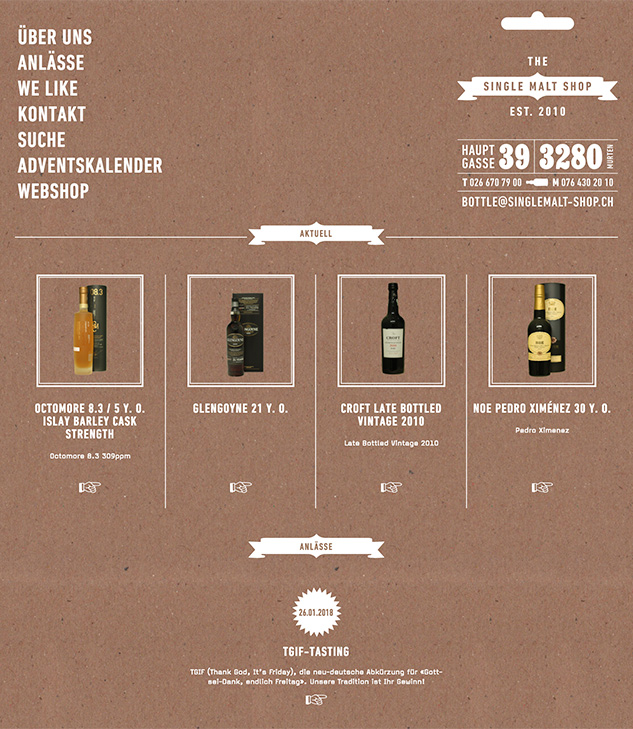 ÜBER UNS
ANLÄSSE
WE LIKE
KONTAKT
SUCHE
ADVENTSKALENDER
WEBSHOP
THE
SINGLE MALT SHOP
EST. 2010
HAUPT
GASSE 39 3280 MURTEN
T 026 670 79 00 M 076 430 20 10
BOTTLE@SINGLEMALT-SHOP.CH
AKTUELL
8.3
CROFT
NOE
OCTOMORE 8.3 / 5 Y. O.
ISLAY BARLEY CASK
STRENGTH
Octomore 8.3 309ppm
GLENGOYNE 21 Y. O.
CROFT LATE BOTTLED
VINTAGE 2010
Late Bottled Vintage 2010
NOE PEDRO XIMÉNEZ 30 Y. O.
Pedro Ximenez
ANLÄSSE
26.01.2018
TGIF-TASTING
TGIF (Thank God, It's Friday), die neu-deutsche Abkürzung für «Gott-
sei-Dank, endlich Freitag». Unsere Tradition ist Ihr Gewinn!